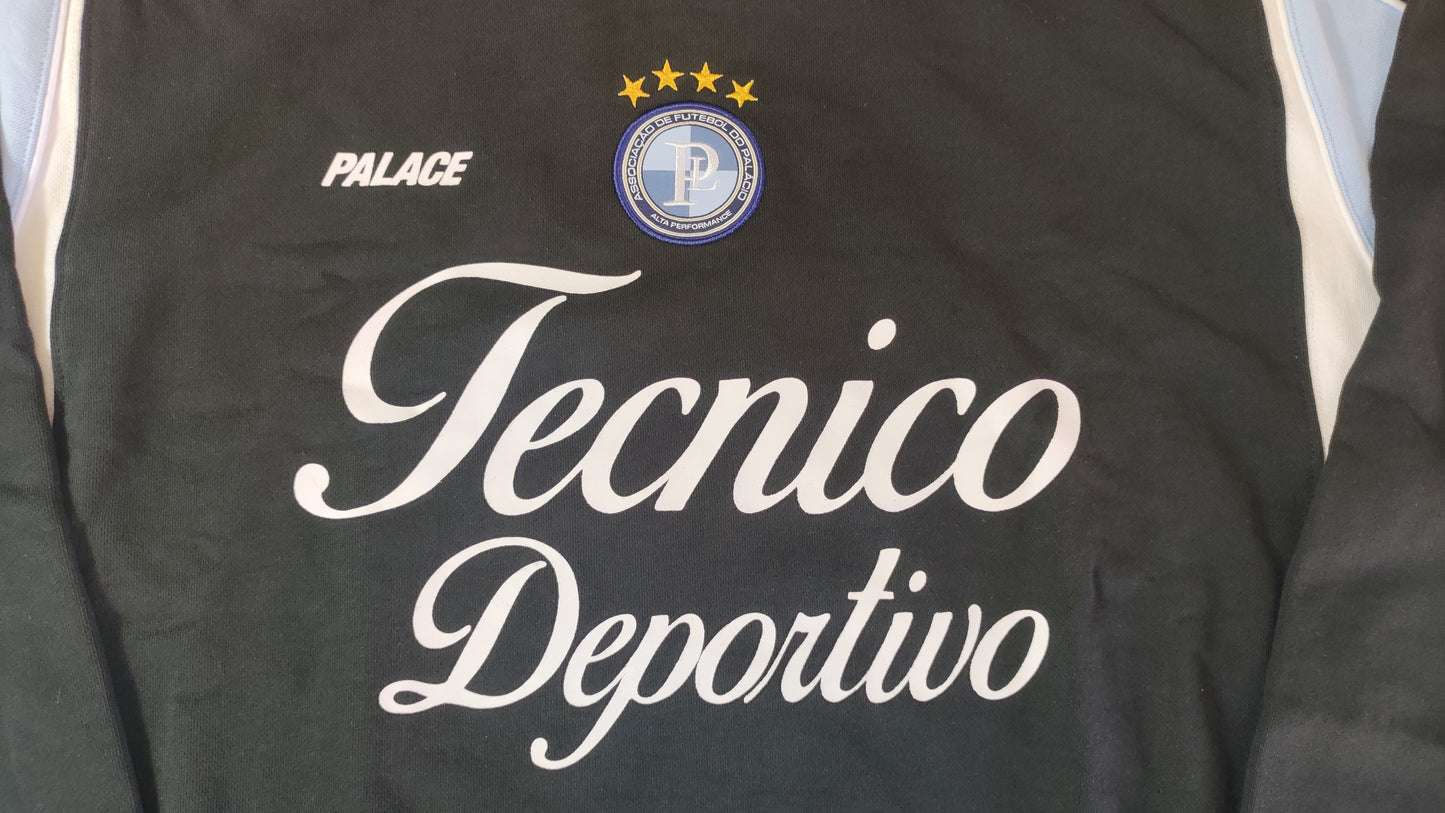 PALACE
ASSOCIAÇÃO DE FUTEBOL DO PALÁCIO
PL
ALTA PERFORMANCE
Tecnico
Deportivo